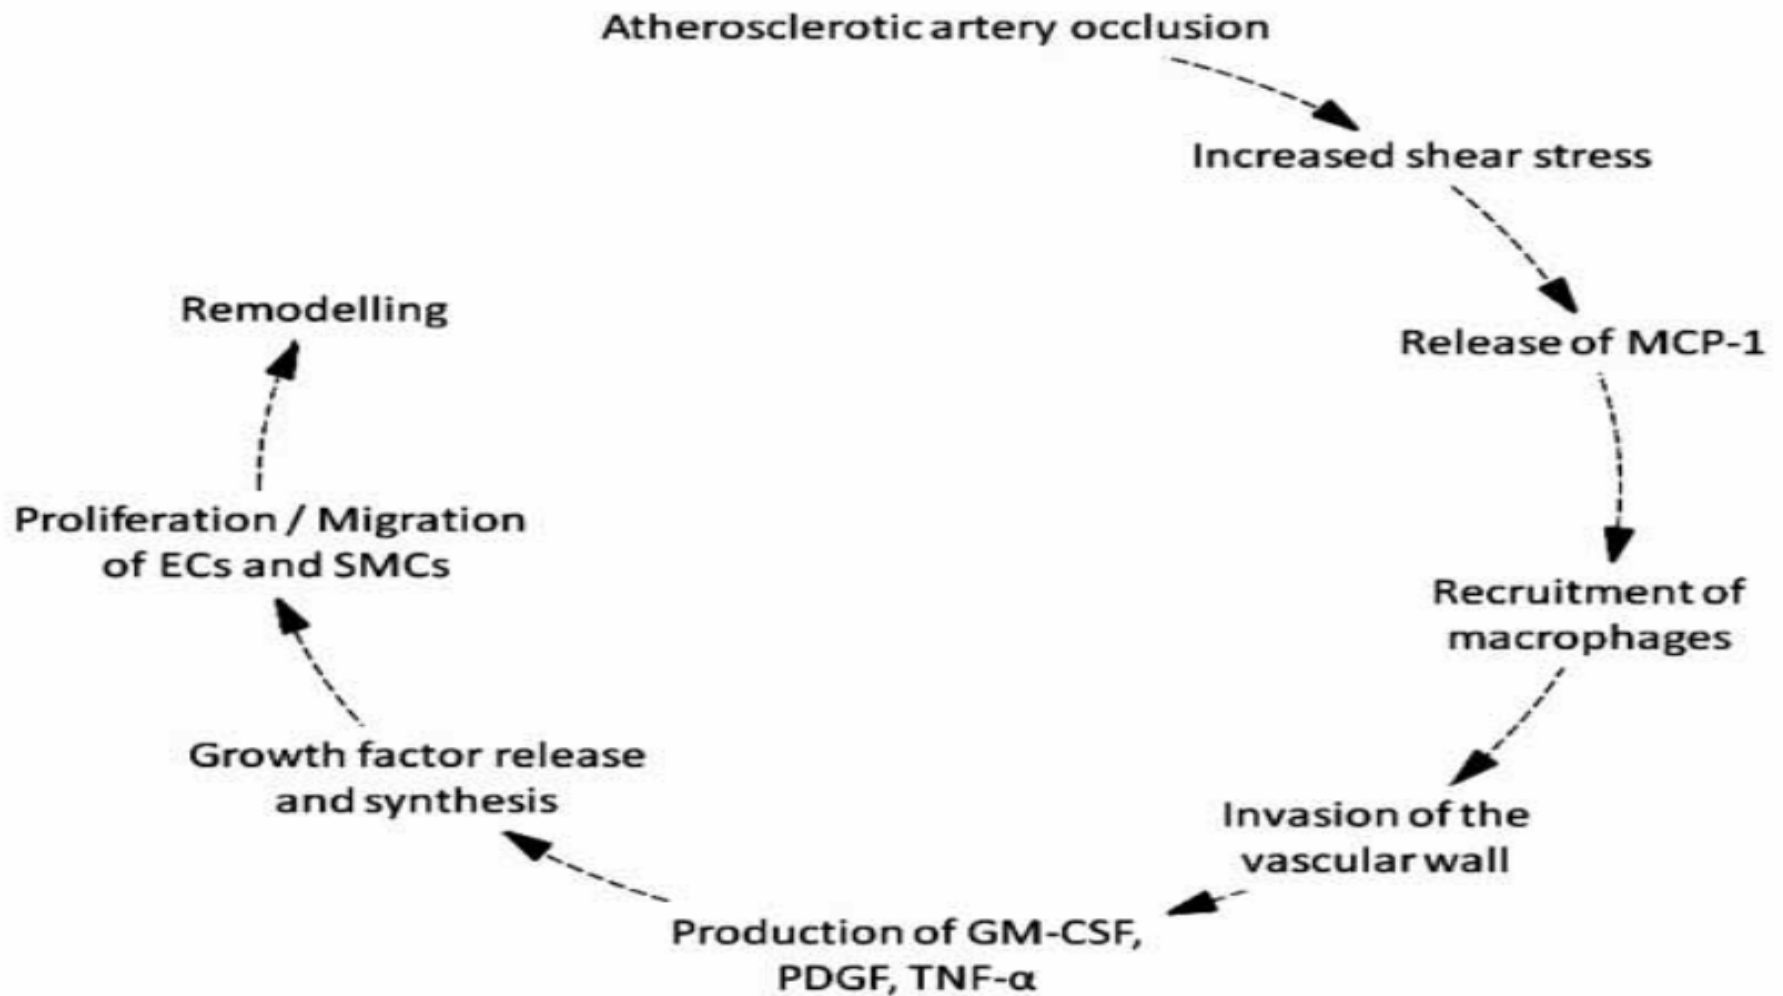 Atherosclerotic artery occlusion
Increased shear stress
Release of MCP-1
Recruitment of
macrophages
Invasion of the
vascular wall
Production of GM-CSF,
PDGF, TNF-α
Growth factor release
and synthesis
Proliferation / Migration
of ECs and SMCs
Remodelling